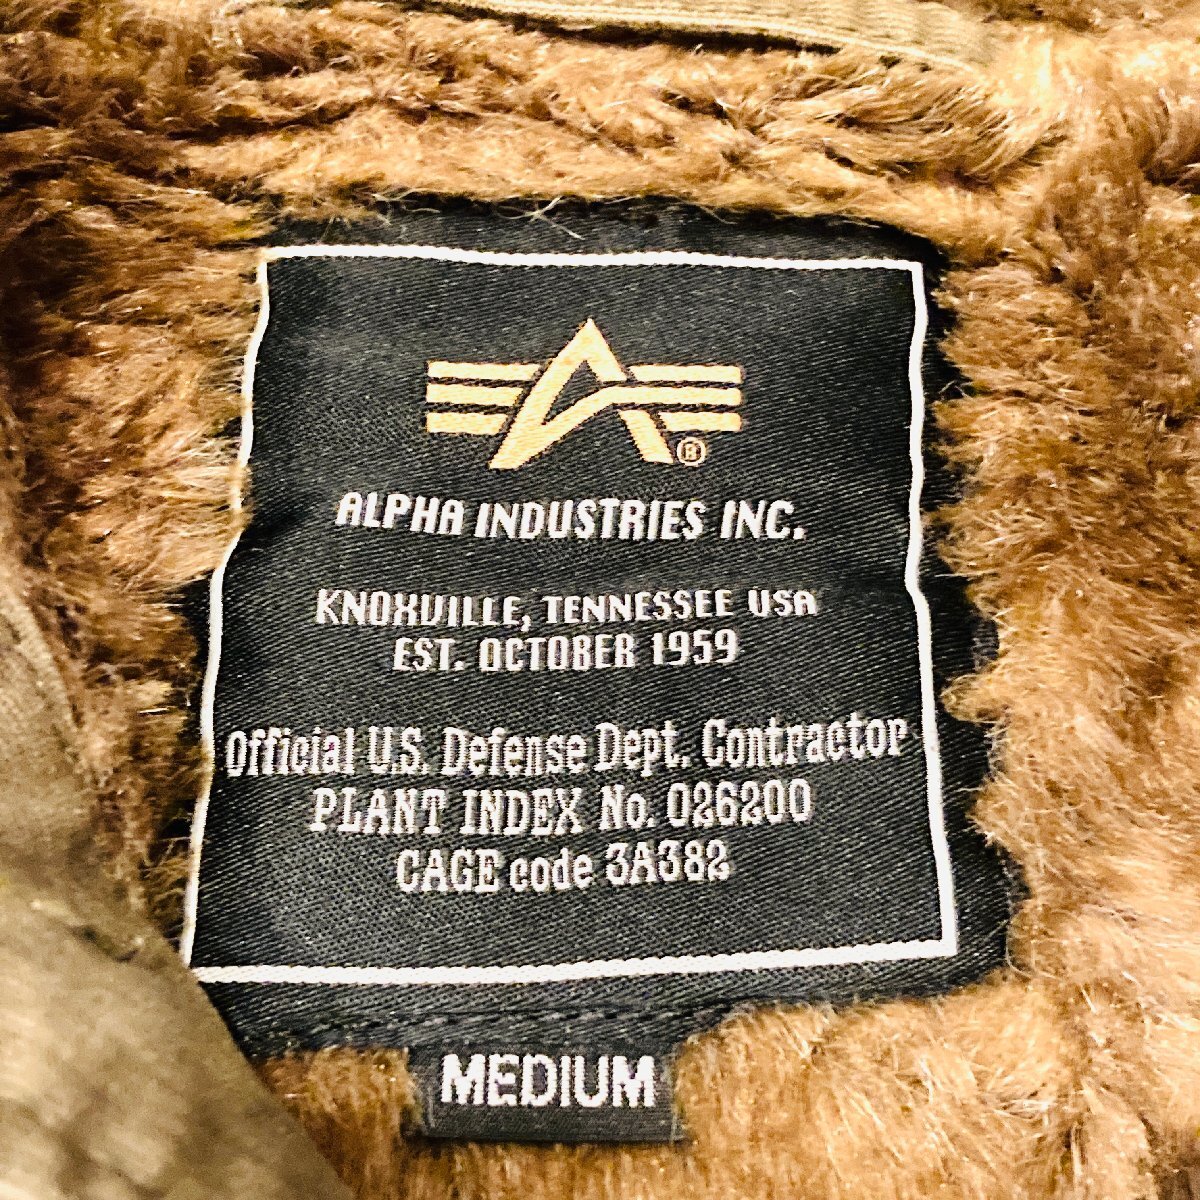 ®
ALPHA INDUSTRIES INC.
KNOXVILLE, TENNESSEE USA
EST. OCTOBER 1959
Official U.S. Defense Dept. Contractor
PLANT INDEX No. 026200
CAGE code 3A382
MEDIUM